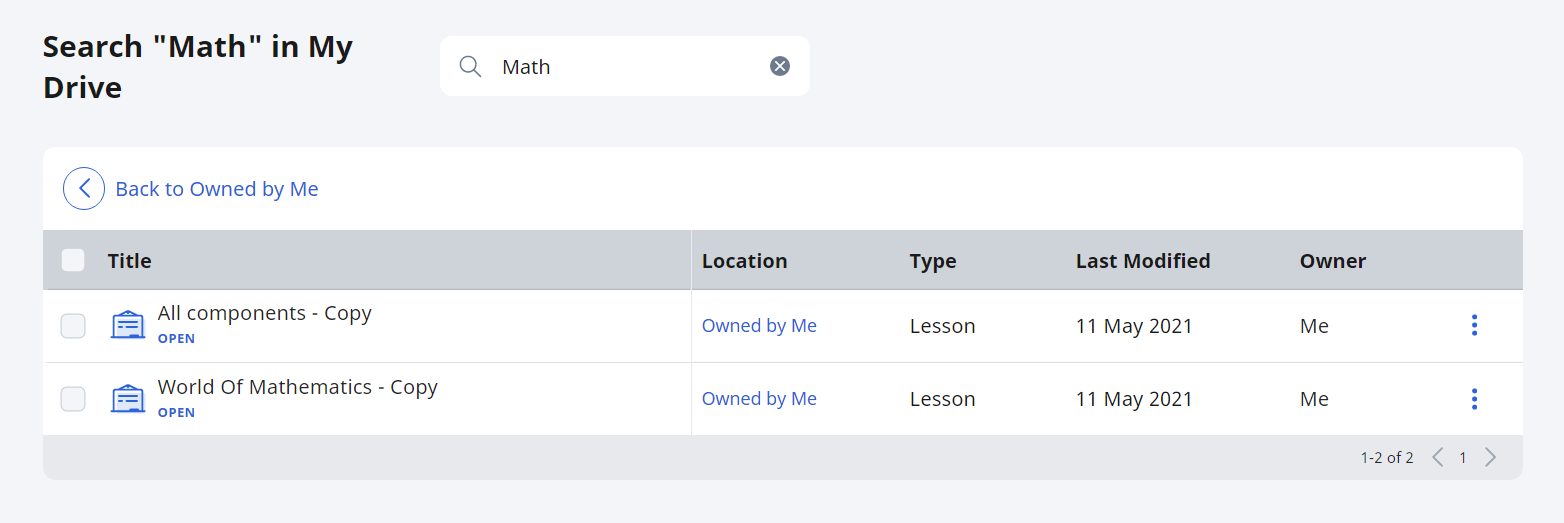 Search "Math" in My
Drive
Math
Back to Owned by Me
Title Location Type Last Modified Owner
All components - Copy
OPEN
Owned by Me Lesson 11 May 2021 Me
World Of Mathematics - Copy
OPEN
Owned by Me Lesson 11 May 2021 Me
1-2 of 2 1